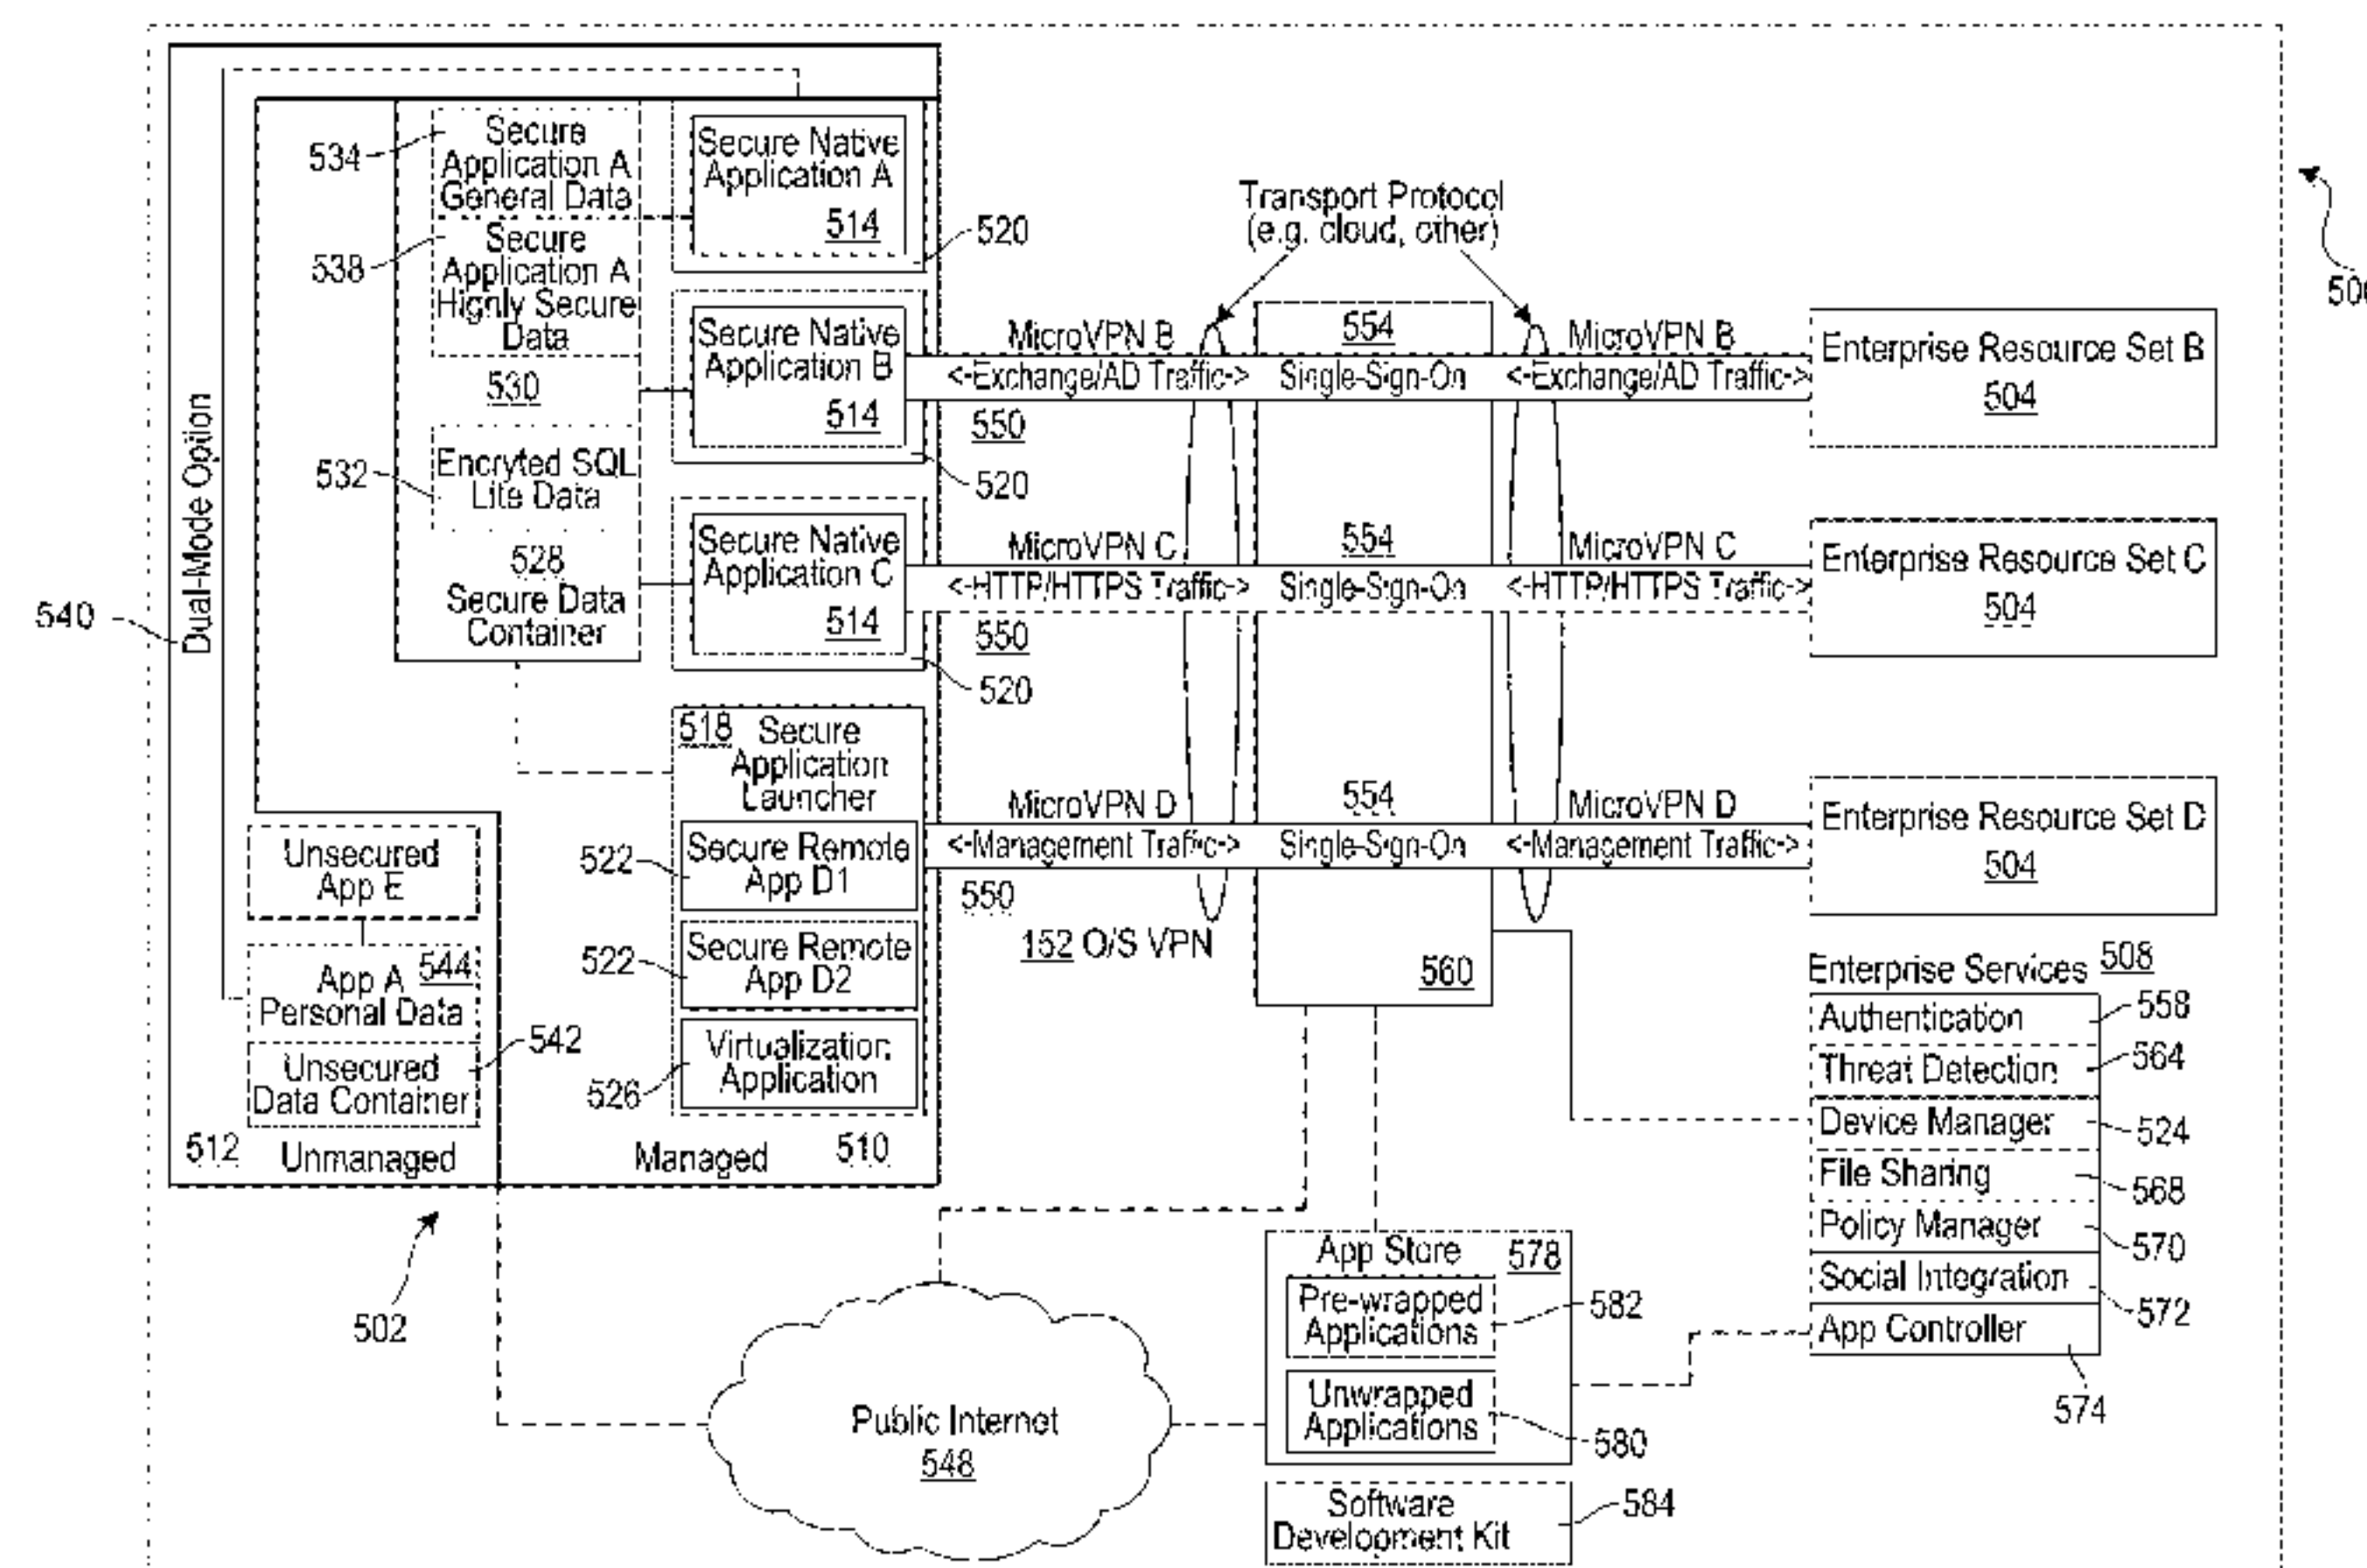 Secure
Application A
General Data
534
Secure
Application A
Highly Secure
Data
538
530
Encryted SQL
Lite Data
532
528
Secure Data
Container
Dual-Mode Option
540
Secure Native
Application A
514
520
Secure Native
Application B
514
520
Secure Native
Application C
514
520
518 Secure
Application
Launcher
Secure Remote
App D1
522
Secure Remote
App D2
522
Virtualization
Application
526
Unsecured
App E
App A 544
Personal Data
Unsecured
Data Container
542
512 Unmanaged
Managed 510
502
Transport Protocol
(e.g. cloud, other)
MicroVPN B
<-Exchange/AD Traffic->
550
554
Single-Sign-On
MicroVPN B
<-Exchange/AD Traffic->
Enterprise Resource Set B
504
MicroVPN C
<-HTTP/HTTPS Traffic->
550
554
Single-Sign-On
MicroVPN C
<-HTTP/HTTPS Traffic->
Enterprise Resource Set C
504
MicroVPN D
<-Management Traffic->
550
554
Single-Sign-On
MicroVPN D
<-Management Traffic->
Enterprise Resource Set D
504
152 O/S VPN
560
Enterprise Services 508
Authentication
558
Threat Detection
564
Device Manager
524
File Sharing
568
Policy Manager
570
Social Integration
572
App Controller
574
App Store 578
Pre-wrapped
Applications
582
Unwrapped
Applications
580
Public Internet
548
Software
Development Kit
584